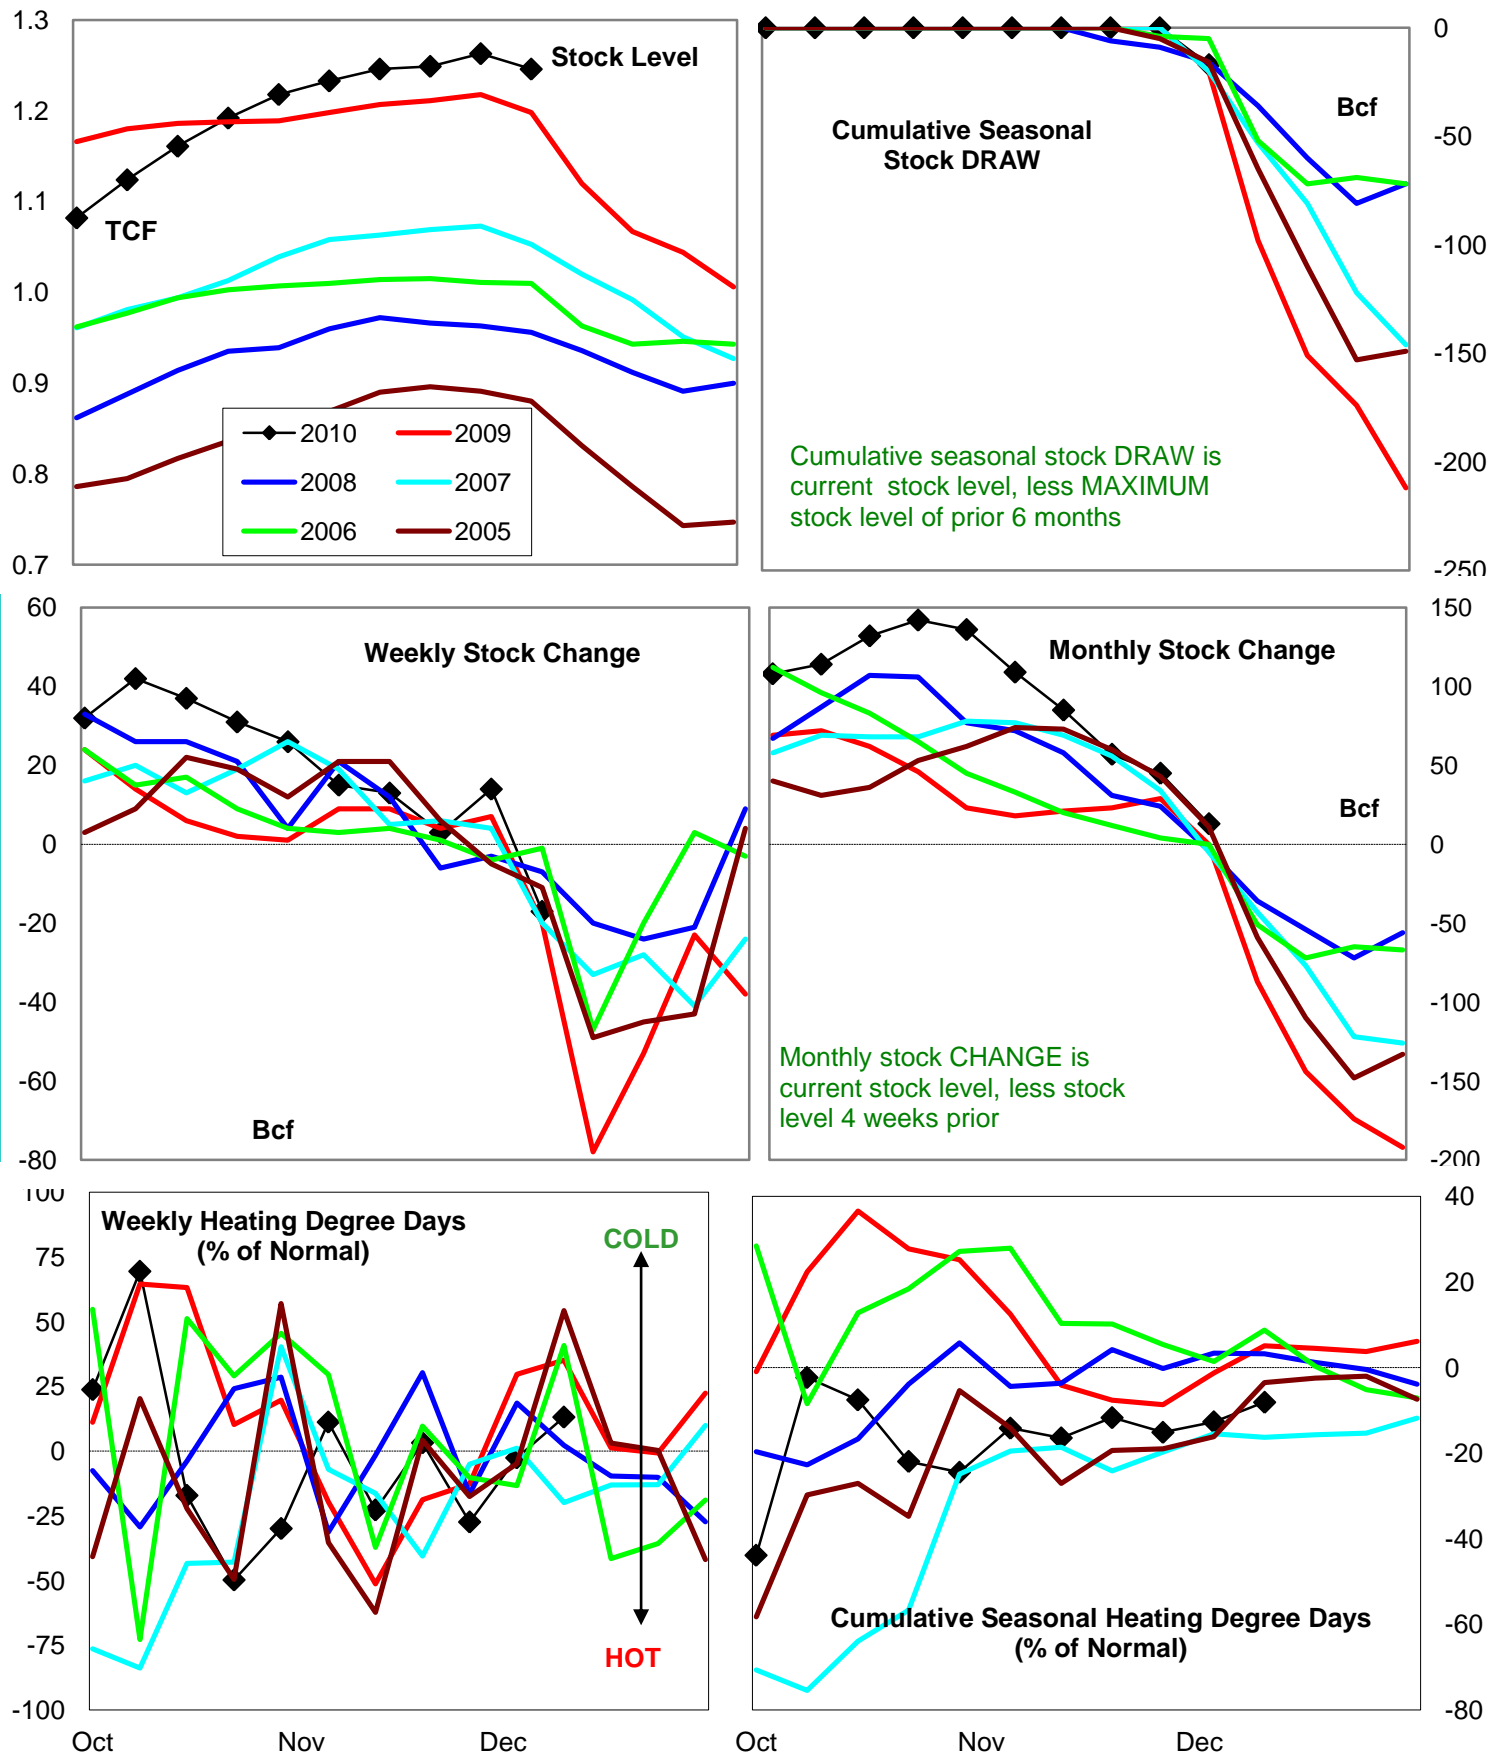 1.3
1.2
1.1
1.0
0.9
0.8
0.7
Stock Level
TCF
2010
2009
2008
2007
2006
2005
0
-50
-100
-150
-200
-250
Bcf
Cumulative Seasonal
Stock DRAW
Cumulative seasonal stock DRAW is
current stock level, less MAXIMUM
stock level of prior 6 months
60
40
20
0
-20
-40
-60
-80
Weekly Stock Change
Bcf
150
100
50
0
-50
-100
-150
-200
Monthly Stock Change
Bcf
Monthly stock CHANGE is
current stock level, less stock
level 4 weeks prior
100
75
50
25
0
-25
-50
-75
-100
Weekly Heating Degree Days
(% of Normal)
COLD
HOT
Oct
Nov
Dec
40
20
0
-20
-40
-60
-80
Cumulative Seasonal Heating Degree Days
(% of Normal)
Oct
Nov
Dec